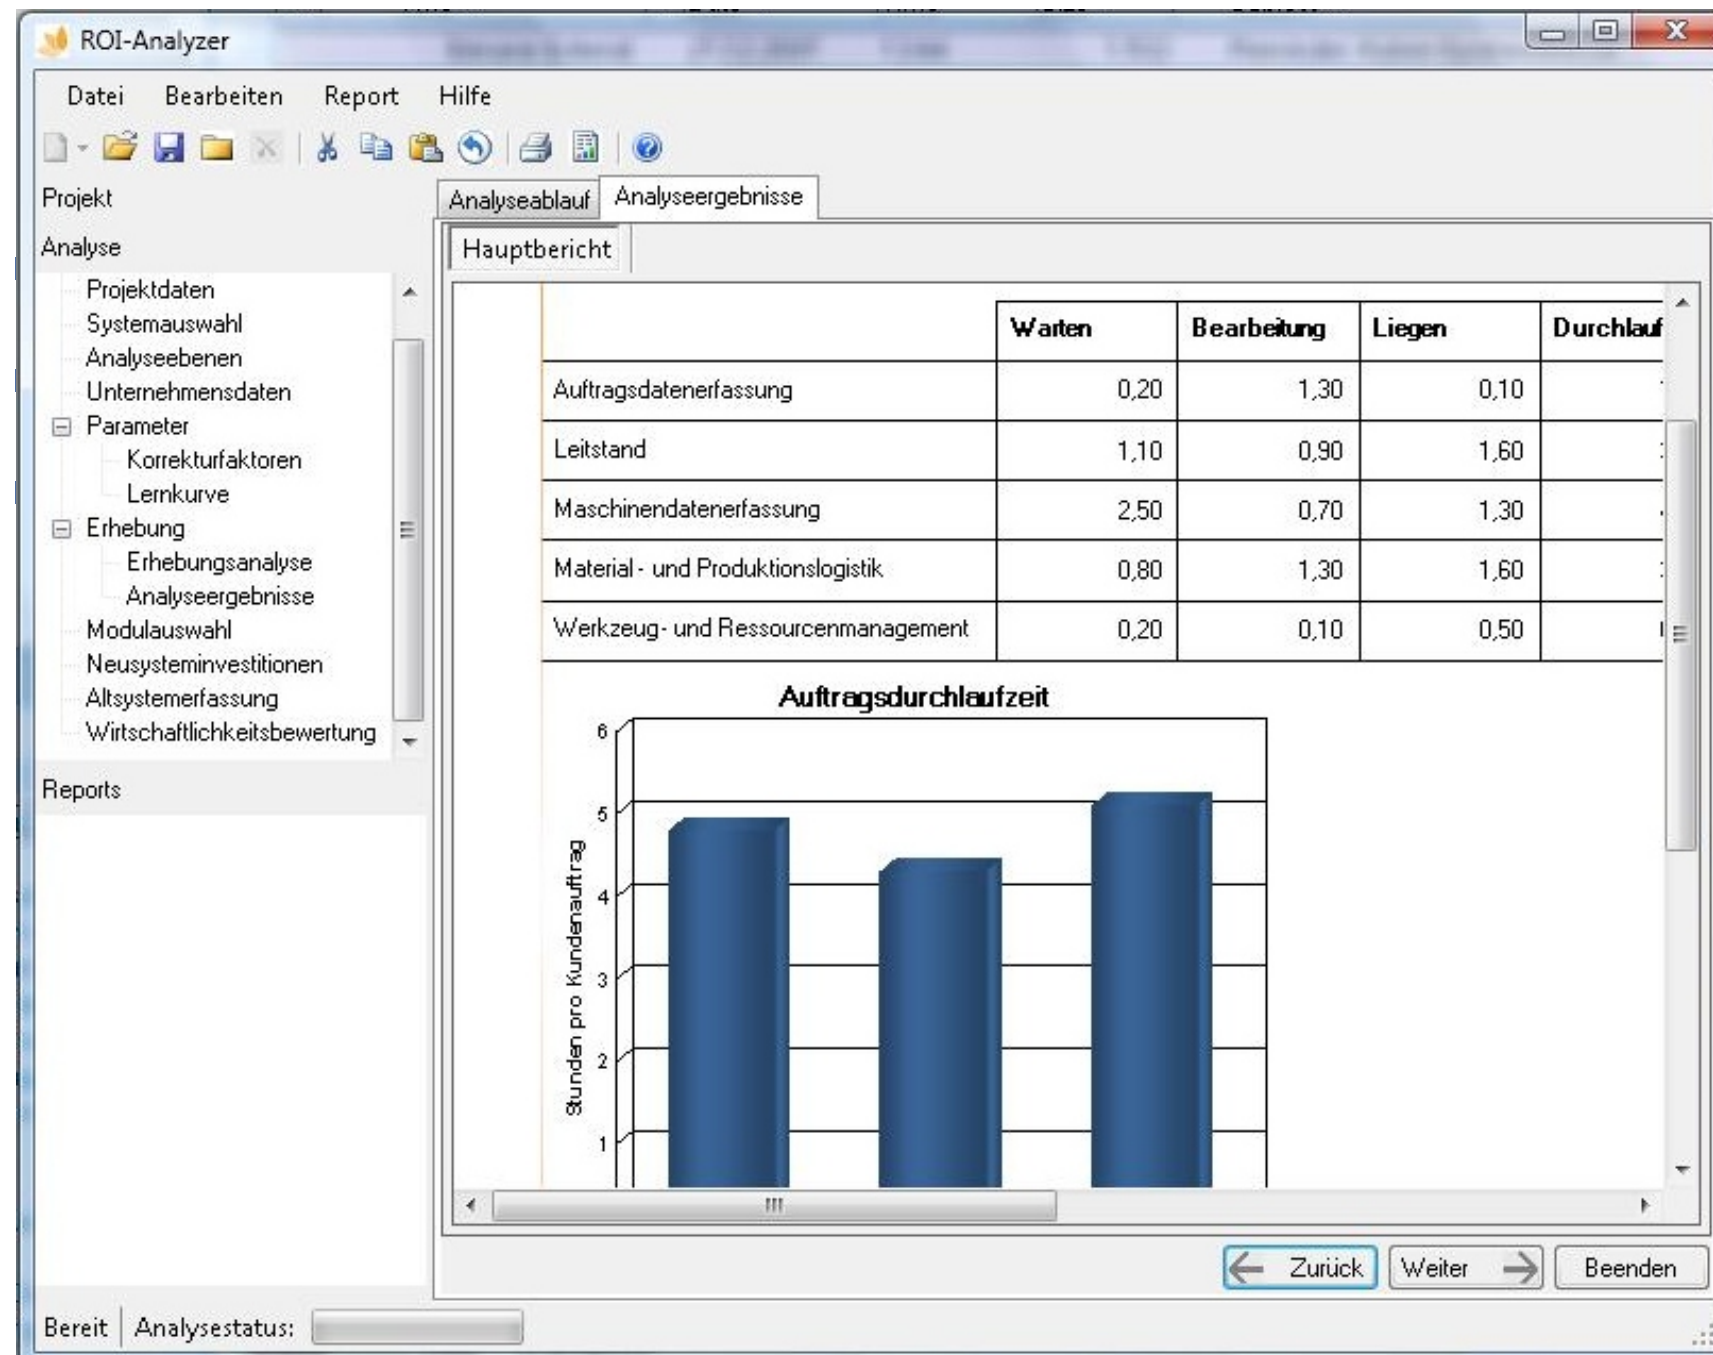 ROI-Analyzer
Datei Bearbeiten Report Hilfe
Projekt
Analyse
Projektdaten
Systemauswahl
Analyseebenen
Unternehmensdaten
Parameter
Korrekturfaktoren
Lernkurve
Erhebung
Erhebungsanalyse
Analyseergebnisse
Modulauswahl
Neusysteminvestitionen
Altsystemerfassung
Wirtschaftlichkeitsbewertung
Reports
Analyseablauf Analyseergebnisse
Hauptbericht
Warten Bearbeitung Liegen Durchlauf
Auftragsdatenerfassung 0,20 1,30 0,10
Leitstand 1,10 0,90 1,60
Maschinendatenerfassung 2,50 0,70 1,30
Material- und Produktionslogistik 0,80 1,30 1,60
Werkzeug- und Ressourcenmanagement 0,20 0,10 0,50
Auftragsdurchlaufzeit
Stunden pro Kundenauftrag
6
5
4
3
2
1
Zurück Weiter Beenden
Bereit Analysestatus: